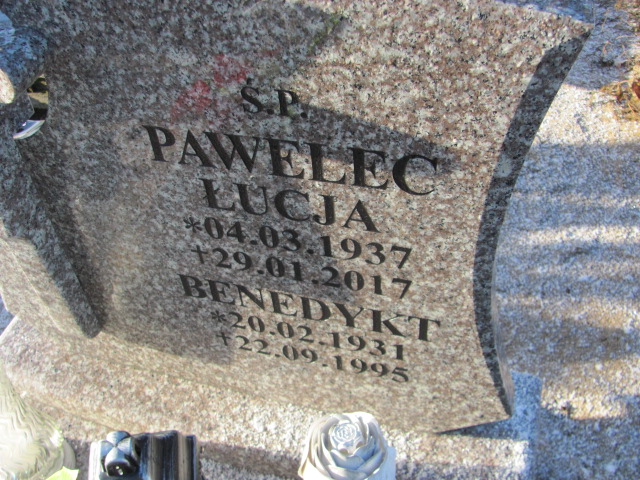 Ś.P.
PAWELEC
ŁUCJA
*04.03.1937
+29.01.2017
BENEDYKT
*20.02.1931
+22.09.1995